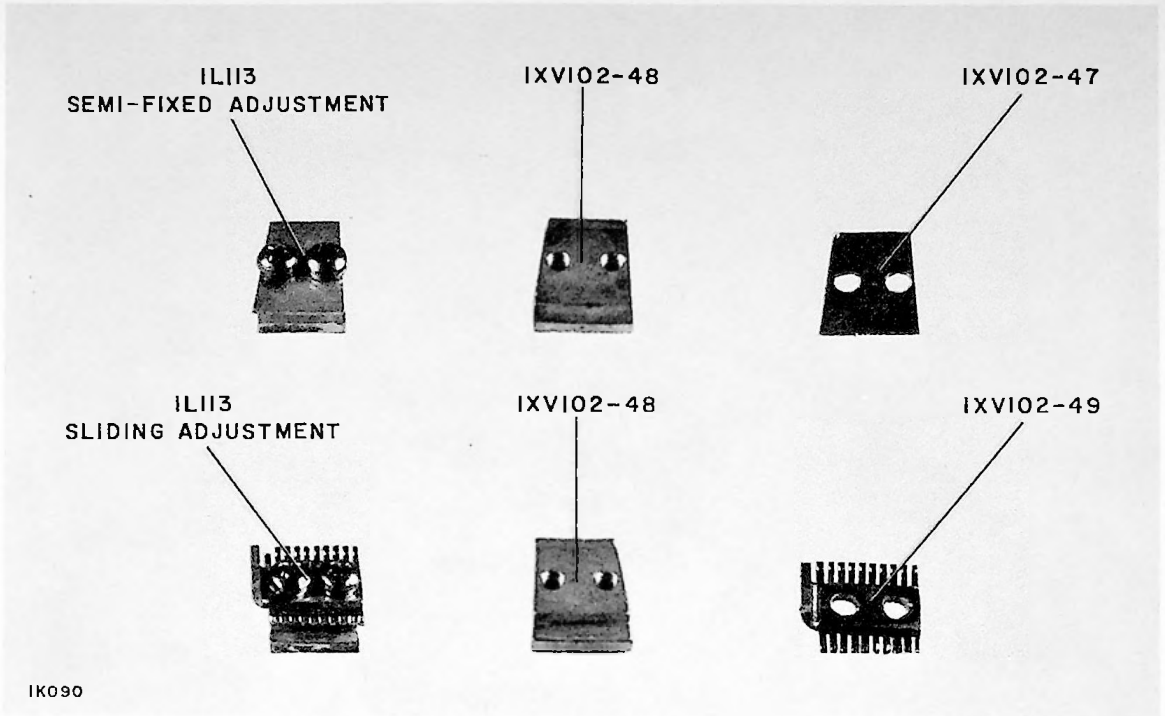 1L113
SEMI-FIXED ADJUSTMENT
1XV102-48
1XV102-47
1L113
SLIDING ADJUSTMENT
1XV102-48
1XV102-49
1K090